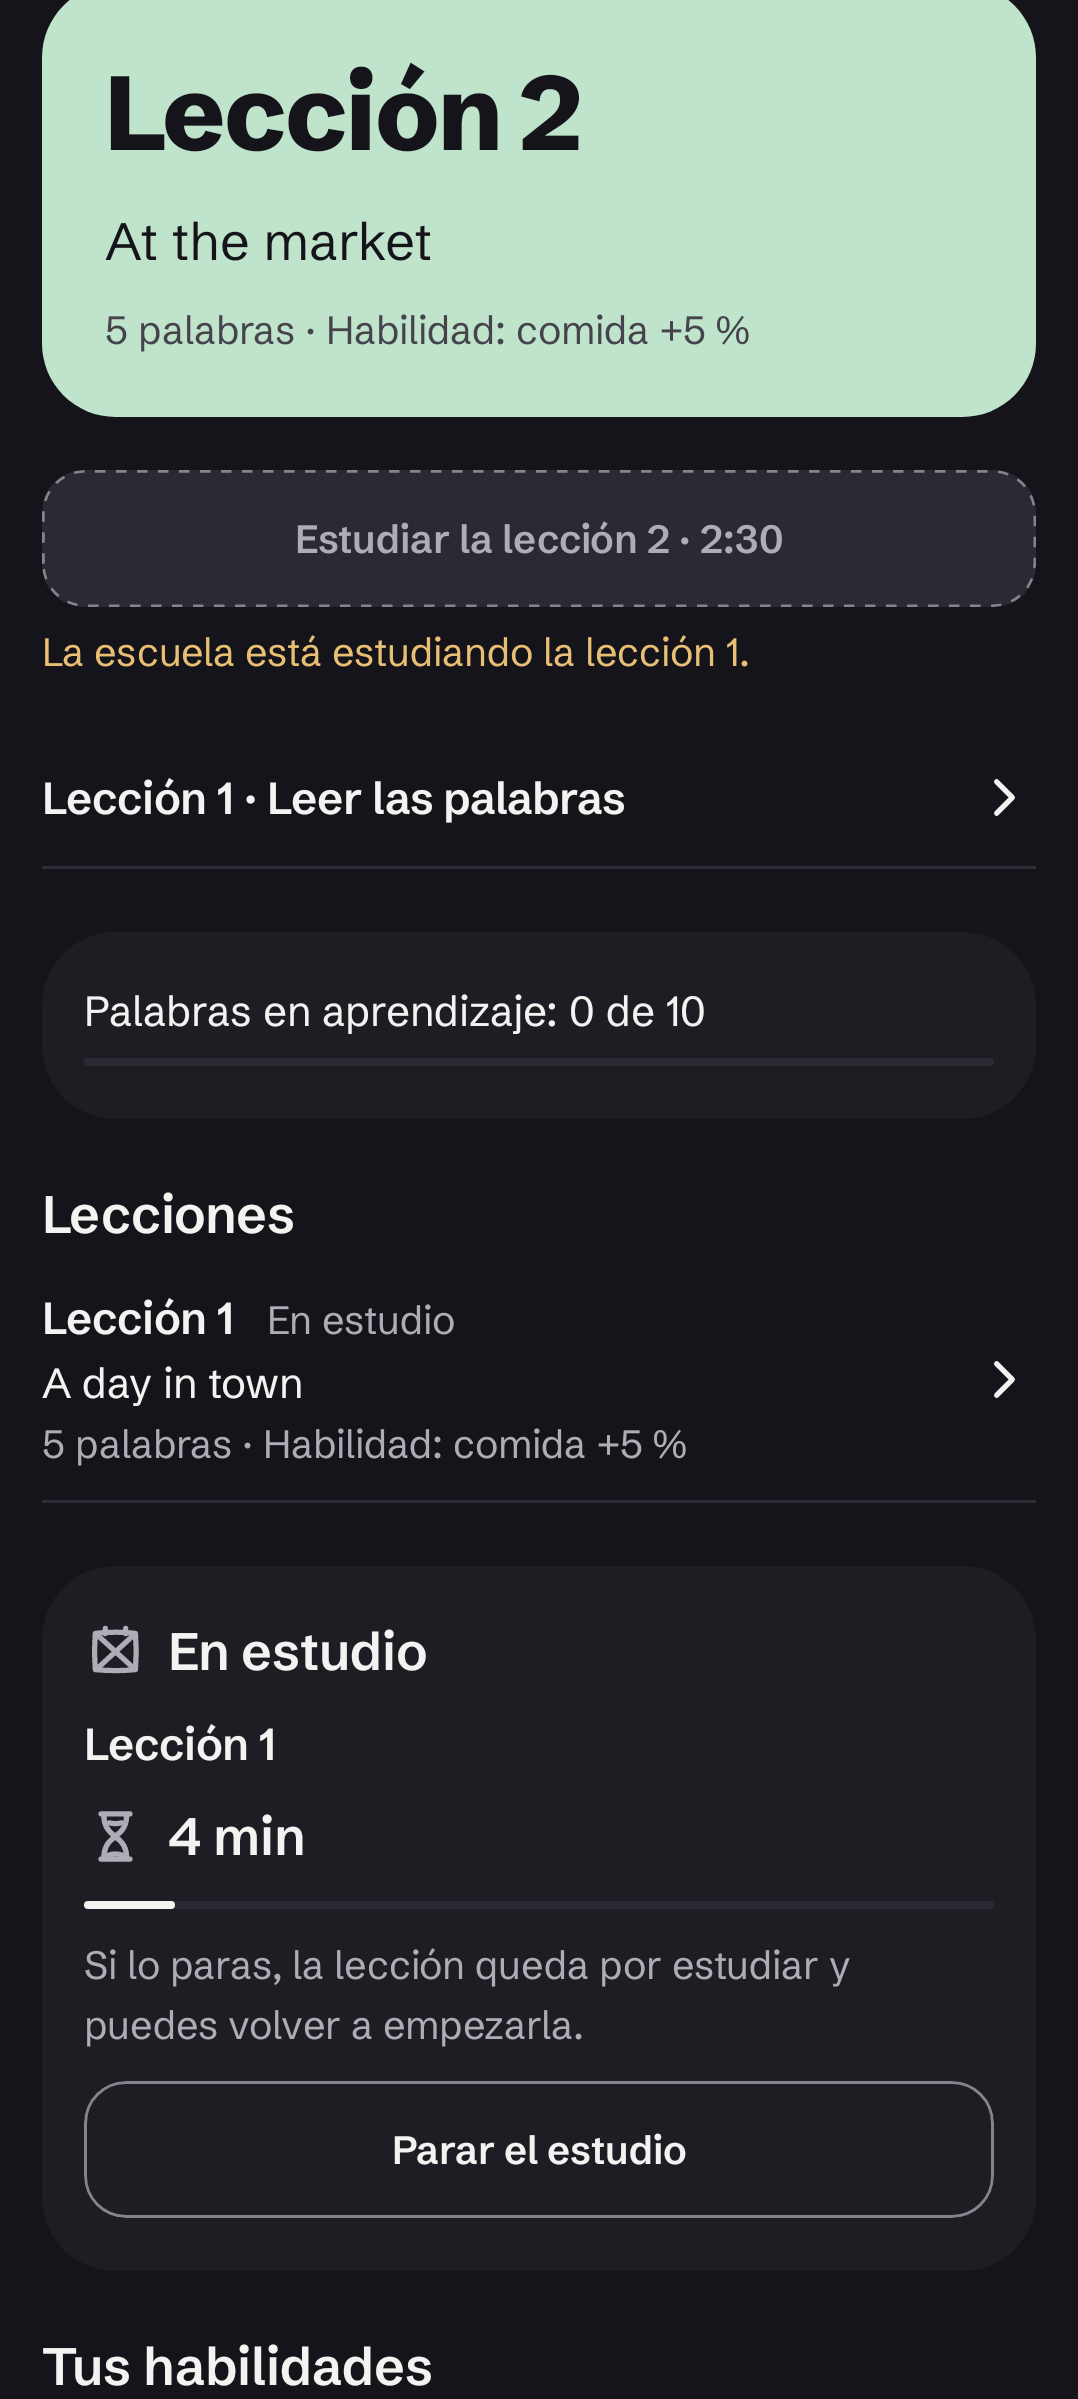 Lección 2
At the market
5 palabras · Habilidad: comida +5 %
Estudiar la lección 2 · 2:30
La escuela está estudiando la lección 1.
Lección 1 · Leer las palabras
Palabras en aprendizaje: 0 de 10
Lecciones
Lección 1 En estudio
A day in town
5 palabras · Habilidad: comida +5 %
En estudio
Lección 1
4 min
Si lo paras, la lección queda por estudiar y
puedes volver a empezarla.
Parar el estudio
Tus habilidades